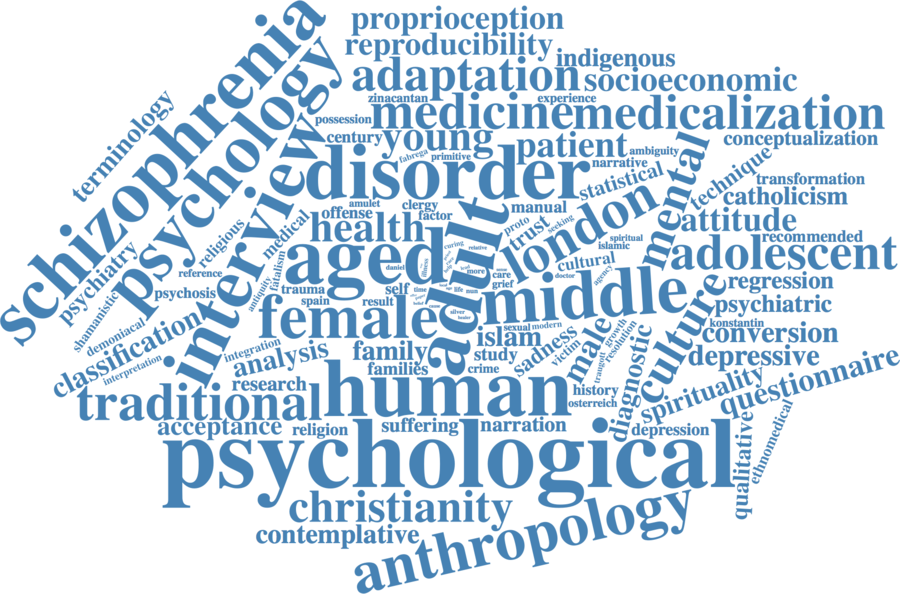 proprioception
reproducibility
indigenous
adaptation
socioeconomic
zinacantan
experience
medicine
medicalization
possession
century
young
patient
ambiguity
conceptualization
terminology
schizophrenia
psychology
interview
fabrega
primitive
narrative
disorder
statistical
mental
technique
transformation
catholicism
amulet
clergy
offense
factor
manual
proto
trust
seeking
london
attitude
recommended
spiritual
islamic
religious
medical
health
adult
curing
relative
aged
cultural
adolescent
psychiatry
reference
fatalism
antiquity
daniel
illness
more
care
grief
doctor
agency
middle
regression
psychosis
trauma
self
time
life
spain
result
psychiatric
shamanistic
demoniacal
classification
interpretation
female
silver
healer
sexual
modern
islam
sadness
victim
male
growth
resolution
traugott
culture
konstantin
conversion
integration
analysis
family
study
depressive
families
crime
research
human
history
osterreich
diagnostic
spirituality
questionnaire
traditional
acceptance
religion
suffering
narration
depression
qualitative
ethnomedical
psychological
christianity
contemplative
anthropology